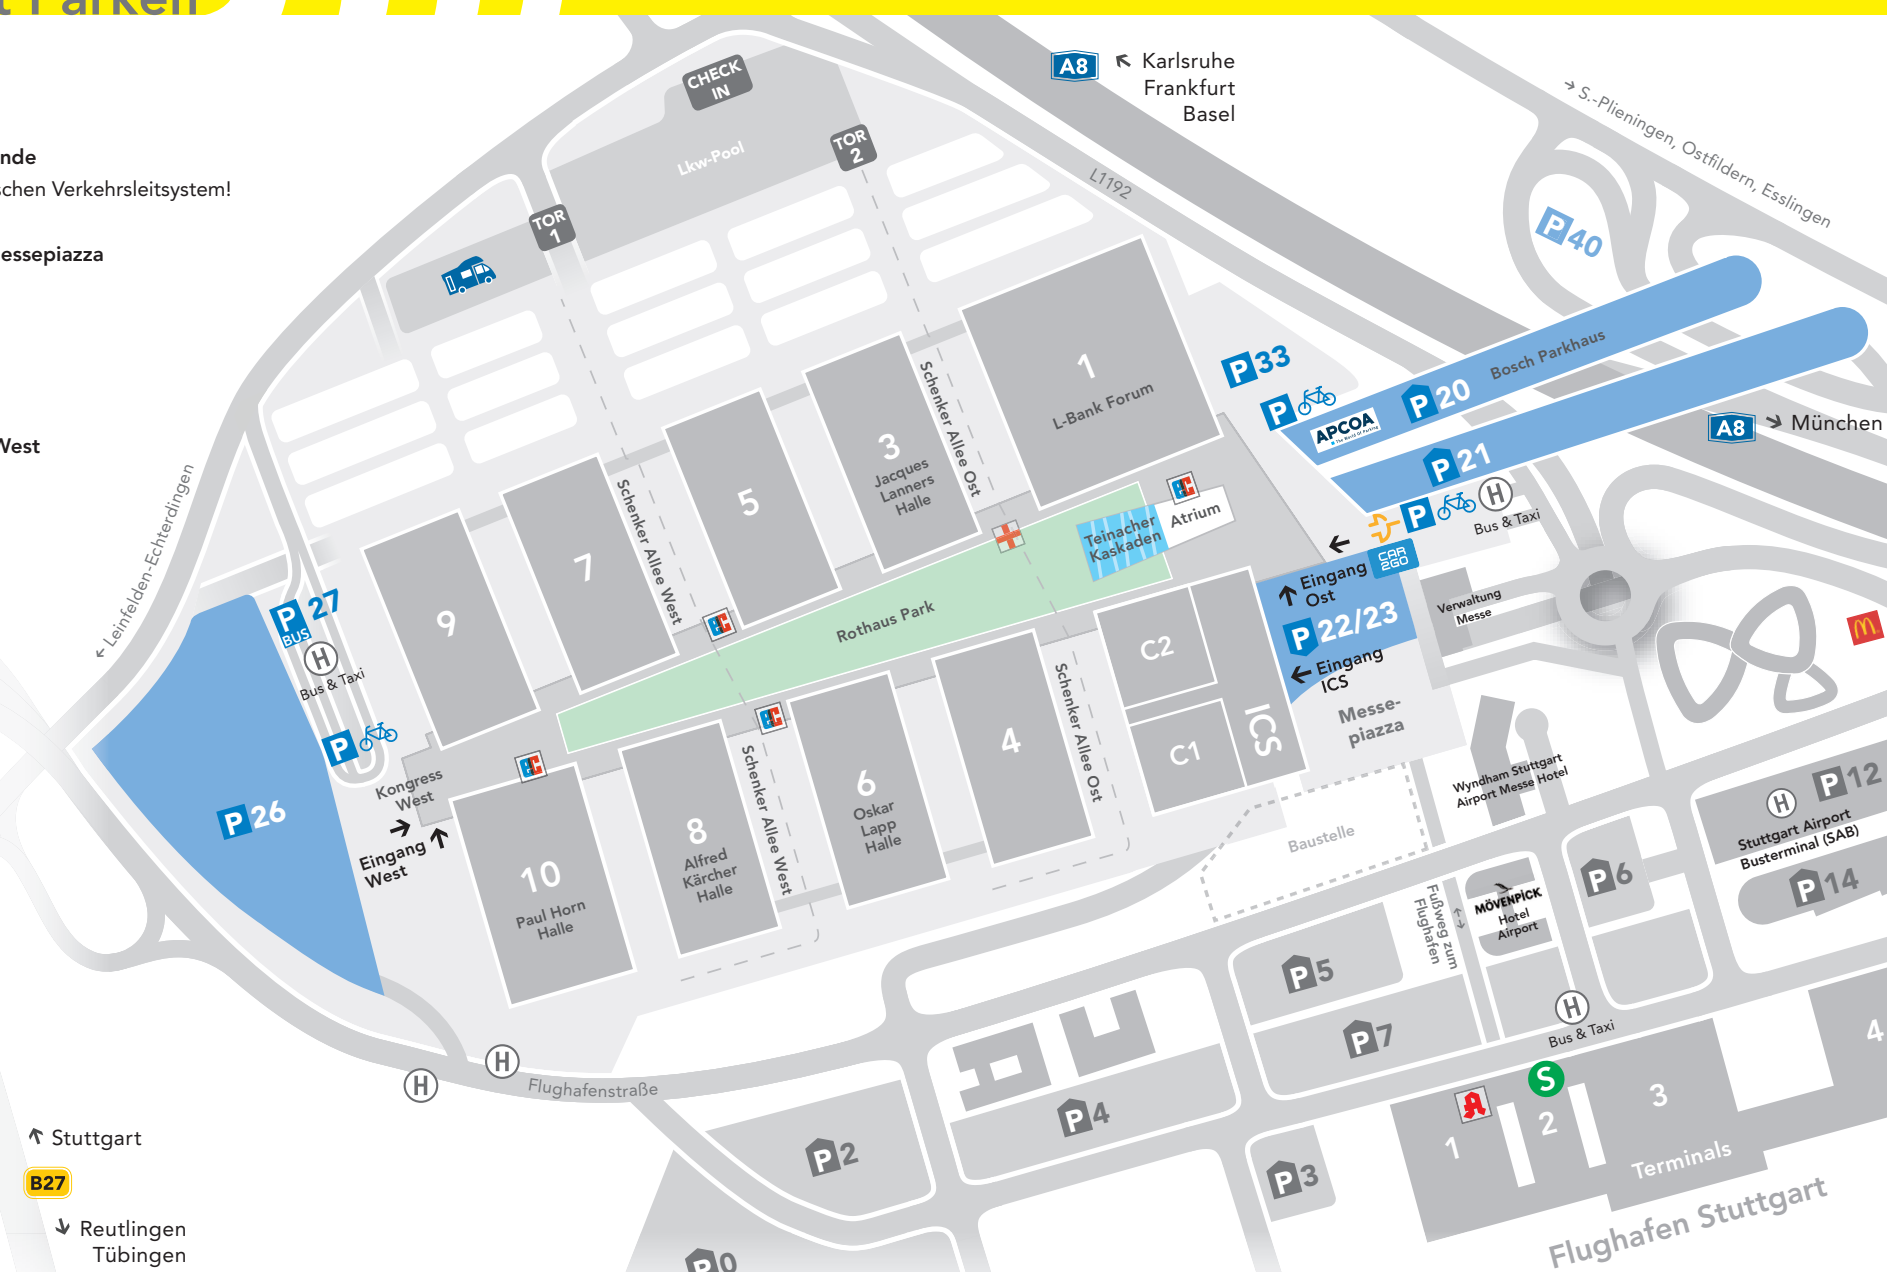 t Parken
nde
schen Verkehrsleitsystem!
essepiazza
West
CHECK
IN
Lkw-Pool
TOR
2
TOR
1
A8
Karlsruhe
Frankfurt
Basel
S.-Plieningen, Ostfildern, Esslingen
L1192
P40
P33
P
Bosch Parkhaus
APCOA
P20
P21
A8
München
P
H
Bus & Taxi
CAR
2GO
Leinfelden-Echterdingen
1
L-Bank Forum
3
Jacques
Lanners
Halle
5
7
9
Schenker Allee Ost
Schenker Allee West
Atrium
Teinacher
Kaskaden
Rothaus Park
Eingang
Ost
P22/23
Eingang
ICS
Verwaltung
Messe
Messe-
piazza
P27
BUS
H
Bus & Taxi
P
P26
Kongress
West
Eingang
West
10
Paul Horn
Halle
8
Alfred
Kärcher
Halle
Schenker Allee West
6
Oskar
Lapp
Halle
4
Schenker Allee Ost
C2
C1
ICS
Baustelle
Wyndham Stuttgart
Airport Messe Hotel
H
P12
Stuttgart Airport
Busterminal (SAB)
P14
P6
MÖVENPICK
Hotel
Airport
Fußweg zum
Flughafen
P5
P7
H
Bus & Taxi
S
H
H
Flughafenstraße
P4
P2
P3
P0
1
2
3
4
Terminals
Flughafen Stuttgart
Stuttgart
B27
Reutlingen
Tübingen